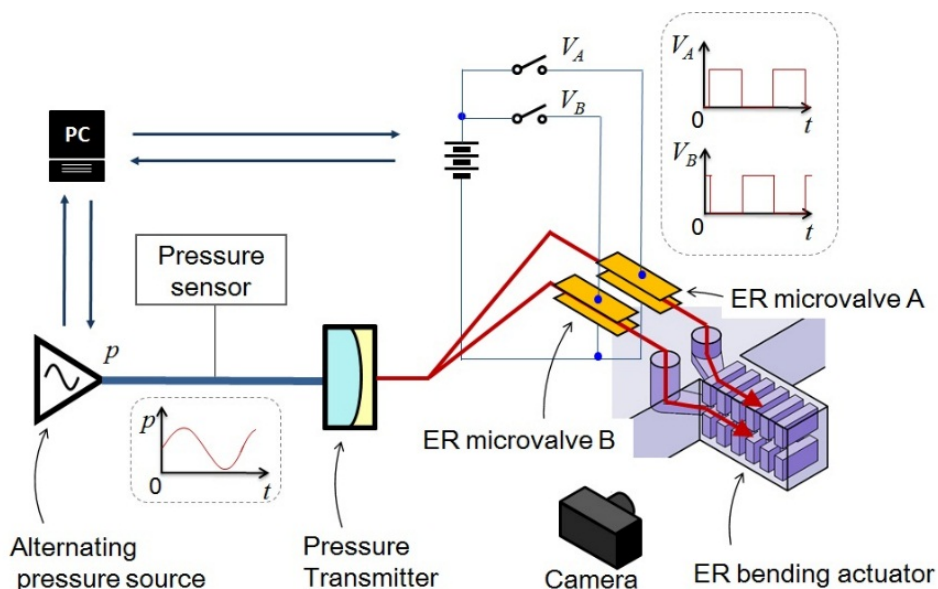 V_A
V_B
PC
V_A
0
t
V_B
0
t
Pressure
sensor
p
p
0
t
ER microvalve A
ER microvalve B
Alternating
pressure source
Pressure
Transmitter
Camera
ER bending actuator